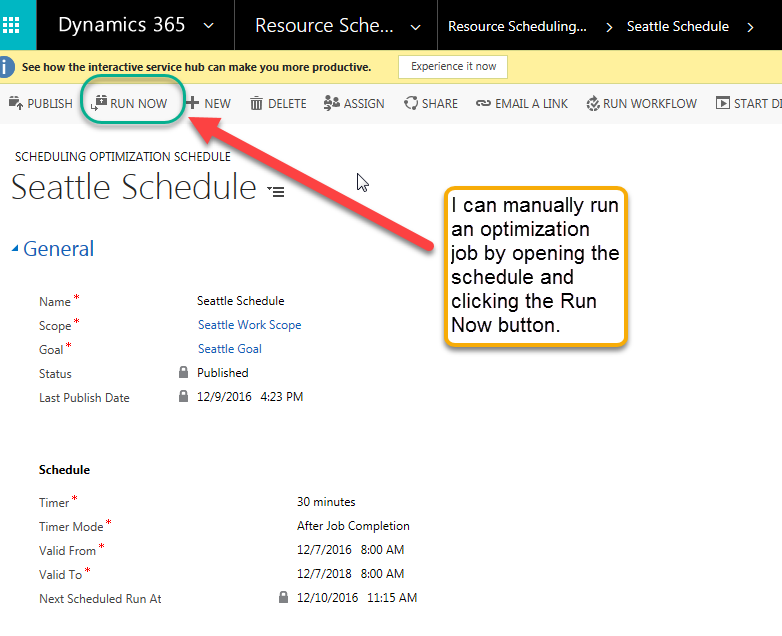 Dynamics 365 Resource Sche... Resource Scheduling... Seattle Schedule
See how the interactive service hub can make you more productive. Experience it now
PUBLISH RUN NOW NEW DELETE ASSIGN SHARE EMAIL A LINK RUN WORKFLOW START DI
SCHEDULING OPTIMIZATION SCHEDULE
Seattle Schedule
I can manually run
an optimization
job by opening the
schedule and
clicking the Run
Now button.
General
Name* Seattle Schedule
Scope* Seattle Work Scope
Goal* Seattle Goal
Status Published
Last Publish Date 12/9/2016 4:23 PM
Schedule
Timer* 30 minutes
Timer Mode* After Job Completion
Valid From* 12/7/2016 8:00 AM
Valid To* 12/7/2018 8:00 AM
Next Scheduled Run At 12/10/2016 11:15 AM